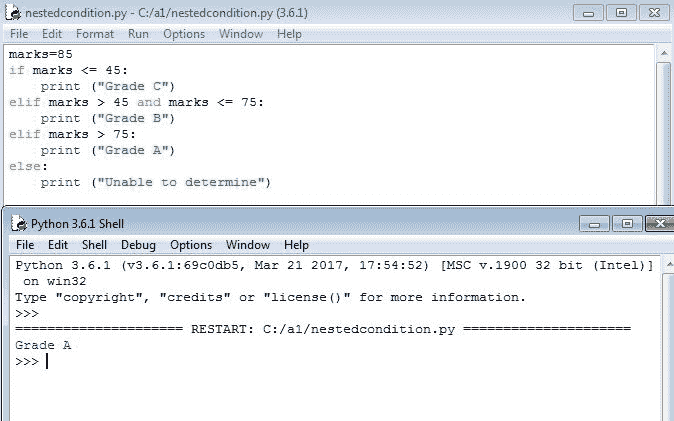 nestedcondition.py - C:/a1/nestedcondition.py (3.6.1)
File Edit Format Run Options Window Help
marks=85
if marks <= 45:
    print ("Grade C")
elif marks > 45 and marks <= 75:
    print ("Grade B")
elif marks > 75:
    print ("Grade A")
else:
    print ("Unable to determine")
Python 3.6.1 Shell
File Edit Shell Debug Options Window Help
Python 3.6.1 (v3.6.1:69c0db5, Mar 21 2017, 17:54:52) [MSC v.1900 32 bit (Intel)]
 on win32
Type "copyright", "credits" or "license()" for more information.
>>>
===================== RESTART: C:/a1/nestedcondition.py =====================
Grade A
>>>